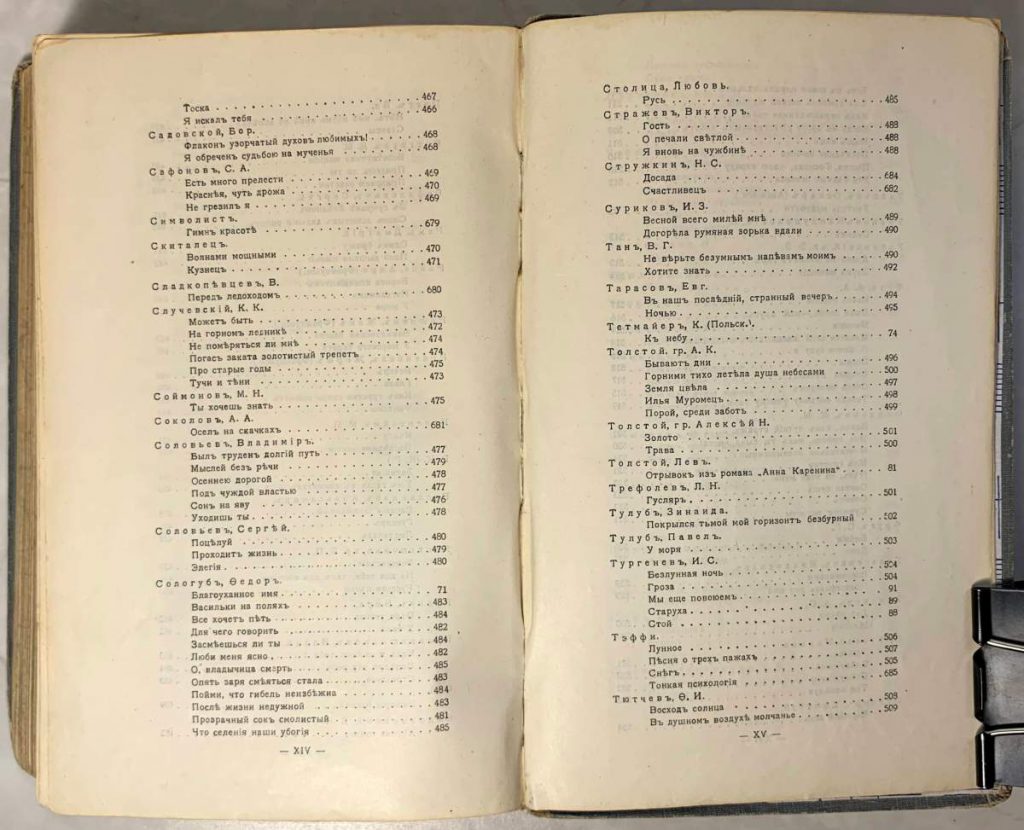 Тоска . . . 467
Я искалъ тебя . . . 466
Садовской, Бор.
Флакон узорчатый духовъ любимыхъ! . . . 468
Я обречен судьбою на мученья . . . 468
Сафоновъ, С. А.
Есть много прелести . . . 469
Краснѣя, чуть дрожа . . . 470
Не грезилъ я . . . 469
Символистъ.
Гимнъ красотѣ . . . 679
Скиталец.
Волнами мощными . . . 470
Кузнец . . . 471
Сладкопѣвцевъ, В.
Передъ ледоходомъ . . . 680
Случевскій, К. К.
Можетъ быть . . . 473
На горном ледникѣ . . . 472
Не помѣряться ли мнѣ . . . 474
Погасъ заката золотистый трепетъ . . . 474
Про старые годы . . . 475
Тучи и тѣни . . . 473
Соймоновъ, М. Н.
Ты хочешь знать . . . 475
Соколовъ, А. А.
Оселъ на скачкахъ . . . 681
Соловьевъ, Владимiръ.
Былъ труденъ долгій путь . . . 477
Мыслей безъ рѣчи . . . 479
Осеннею дорогой . . . 478
Подъ чуждой властью . . . 477
Сонъ на яву . . . 476
Уходишь ты . . . 478
Соловьевъ, Сергѣй.
Поцѣлуй . . . 480
Проходитъ жизнь . . . 479
Элегія . . . 480
Сологубъ, Ѳедоръ.
Благоуханное имя . . . 71
Васильки на поляхъ . . . 483
Все хочетъ пѣть . . . 484
Для чего говорить . . . 482
Засмѣешься ли ты . . . 484
Люби меня ясно . . . 482
О, владычица смерть . . . 485
Опять заря смѣяться стала . . . 483
Пойми, что гибель неизбѣжна . . . 484
Послѣ жизни недужной . . . 483
Прозрачный сокъ смолистый . . . 481
Что селенія наши убогія . . . 485
— XIV —
Столица, Любовь.
Русь . . . 485
Стражевъ, Викторъ.
Гость . . . 488
О печали свѣтлой . . . 488
Я вновь на чужбинѣ . . . 488
Стружкинъ, Н. С.
Досада . . . 684
Счастливецъ . . . 682
Суриковъ, И. З.
Весной всего милѣй мнѣ . . . 489
Догорѣла румяная зорька вдали . . . 490
Танъ, В. Г.
Не вѣрьте безумным напѣвам моимъ . . . 490
Хотите знать . . . 492
Тарасовъ, Евг.
Въ нашъ послѣдній, странный вечеръ . . . 494
Ночью . . . 495
Тетмайеръ, К. (Польск.).
Къ небу . . . 74
Толстой, гр. А. К.
Бываютъ дни . . . 496
Горними тихо летѣла душа небесами . . . 500
Земля цвѣла . . . 497
Илья Муромецъ . . . 498
Порой, среди заботъ . . . 499
Толстой, гр. Алексѣй Н.
Золото . . . 501
Трава . . . 500
Толстой, Левъ.
Отрывокъ изъ романа „Анна Каренина“ . . . 81
Трефолевъ, Л. Н.
Гусляръ . . . 501
Тулубъ, Зинаида.
Покрылся тьмой мой горизонтъ безбурный . . . 502
Тулубъ, Павелъ.
У моря . . . 503
Тургеневъ, И. С. . . . 504
Безлунная ночь . . . 504
Гроза . . . 91
Мы еще повоюемъ . . . 89
Старуха . . . 88
Стой . . .
Тэффи. . . . 506
Лунное . . . 507
Пѣсня о трехъ пажахъ . . . 505
Снѣгъ . . . 685
Тонкая психологія . . .
Тютчевъ, Ѳ. И. . . . 508
Восходъ солнца . . . 509
Въ душномъ воздухѣ молчанье . . .
— XV —